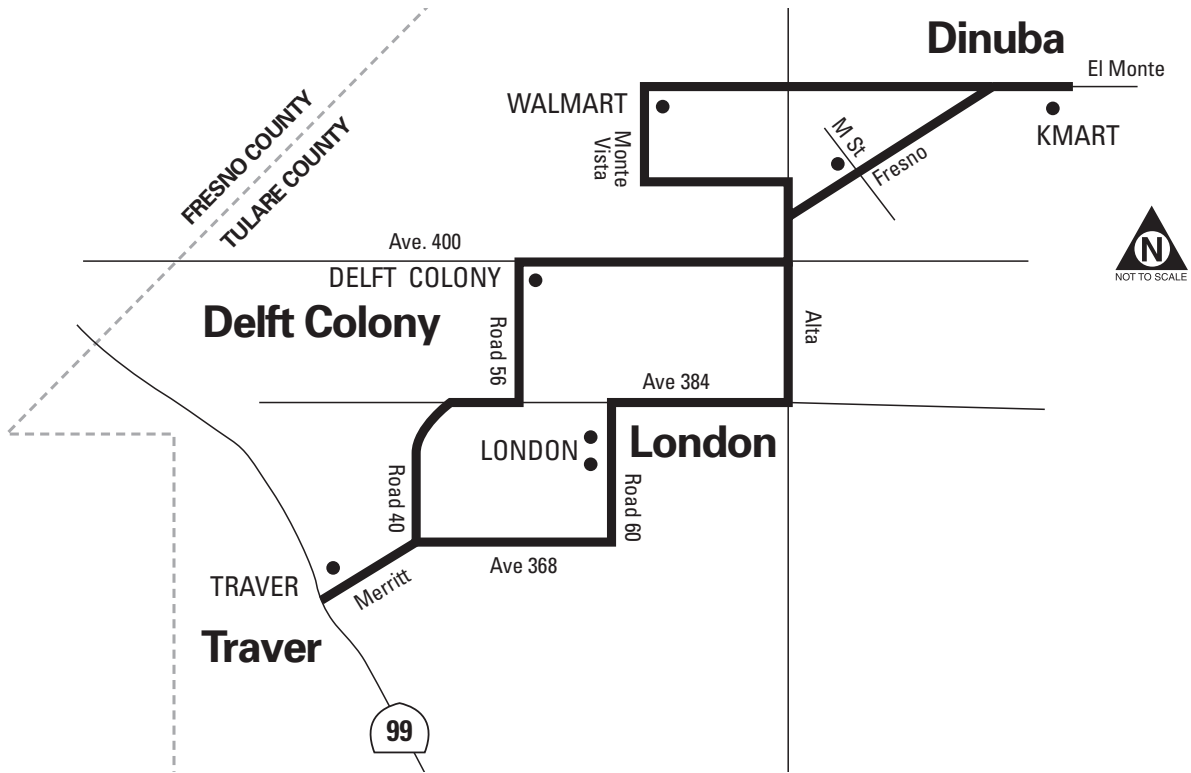 Dinuba
El Monte
WALMART
KMART
FRESNO COUNTY
TULARE COUNTY
Monte
Vista
M St
Fresno
Ave. 400
N
NOT TO SCALE
DELFT COLONY
Delft Colony
Road 56
Alta
Ave 384
LONDON
London
Road 40
Road 60
Ave 368
TRAVER
Merritt
Traver
99